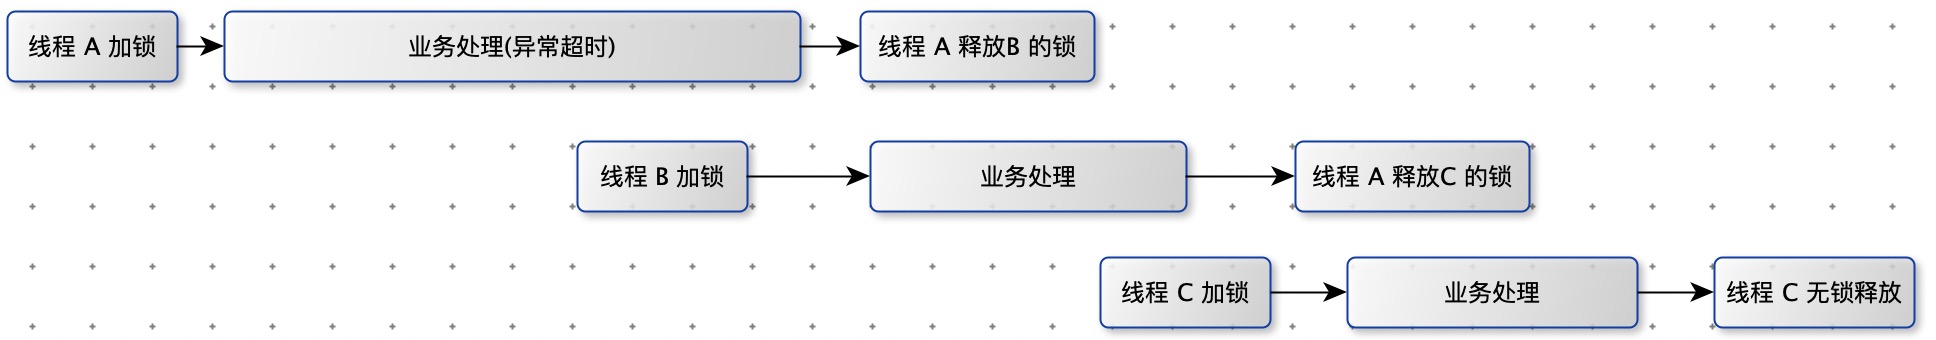 线程 A 加锁
业务处理(异常超时)
线程 A 释放B 的锁
线程 B 加锁
业务处理
线程 A 释放C 的锁
线程 C 加锁
业务处理
线程 C 无锁释放